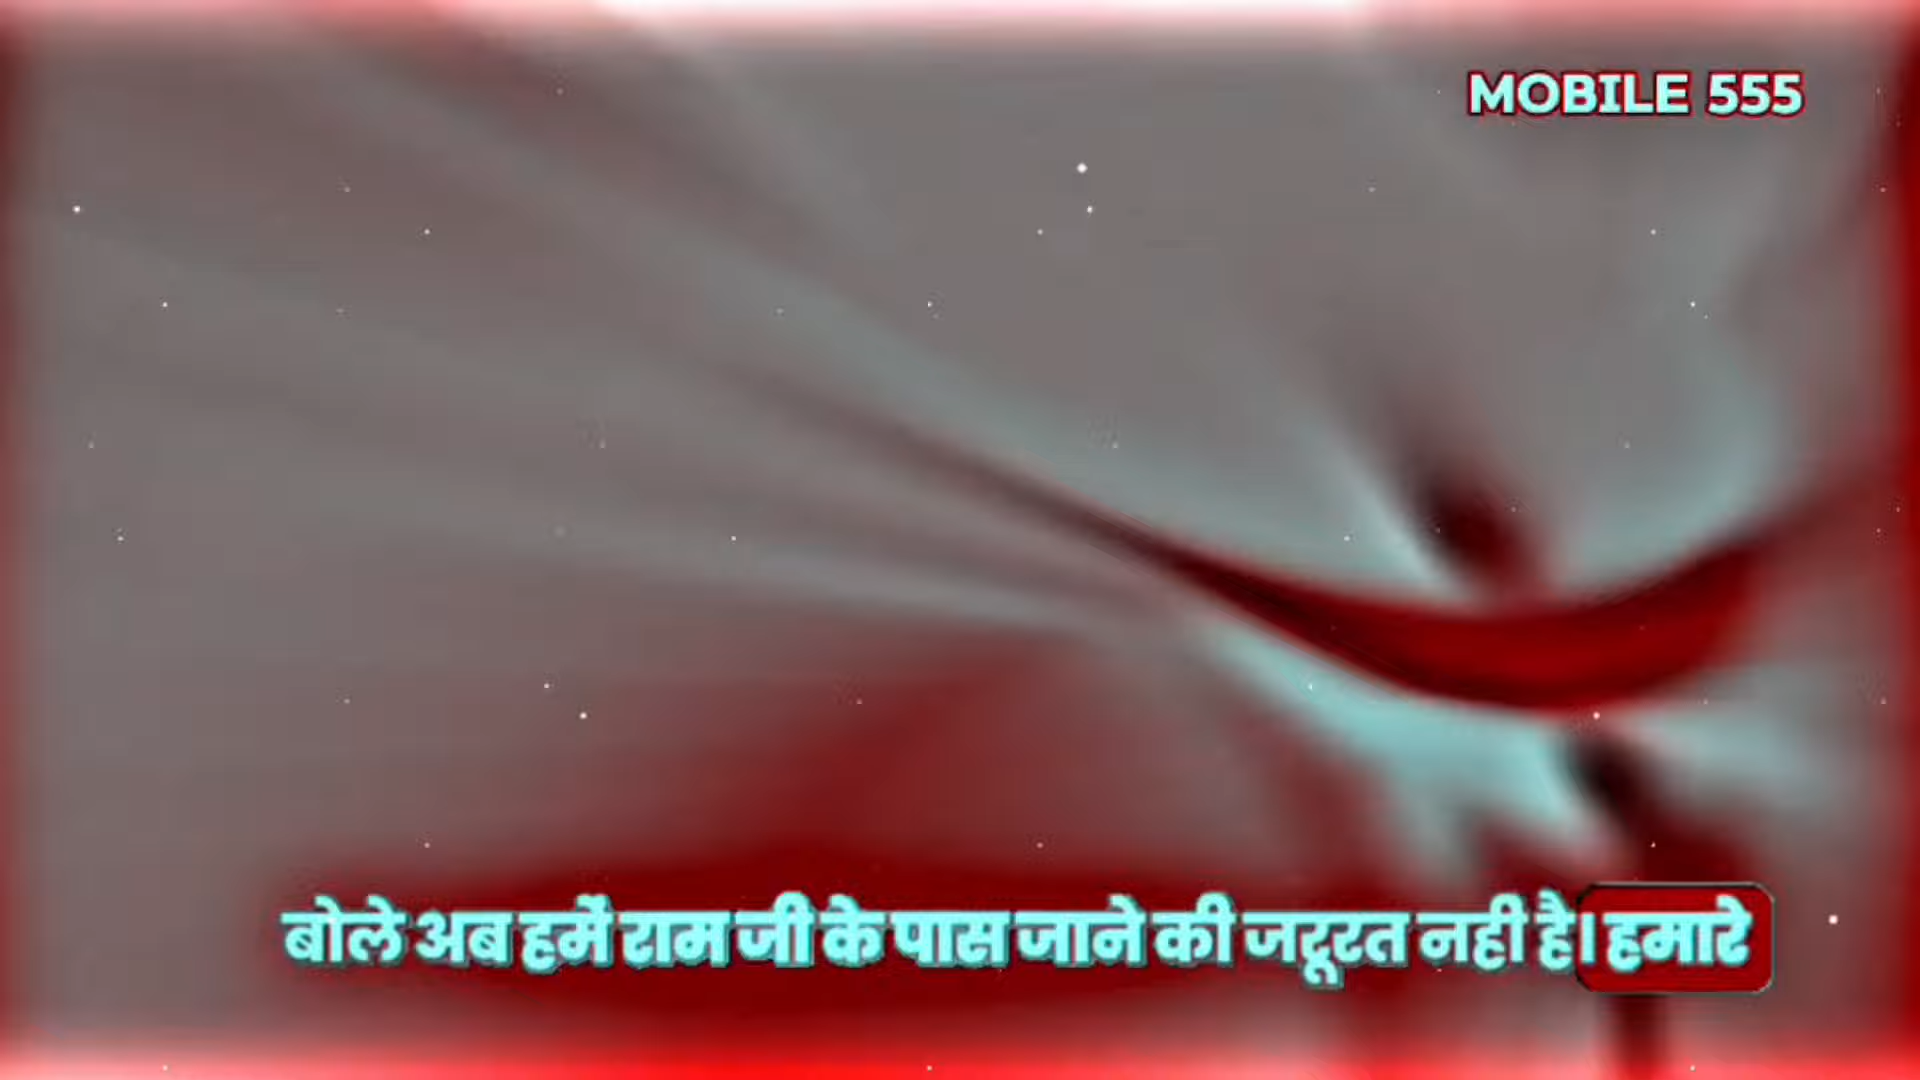 MOBILE 555
बोले अब हमें राम जी के पास जाने की जरूरत नही है। हमारे